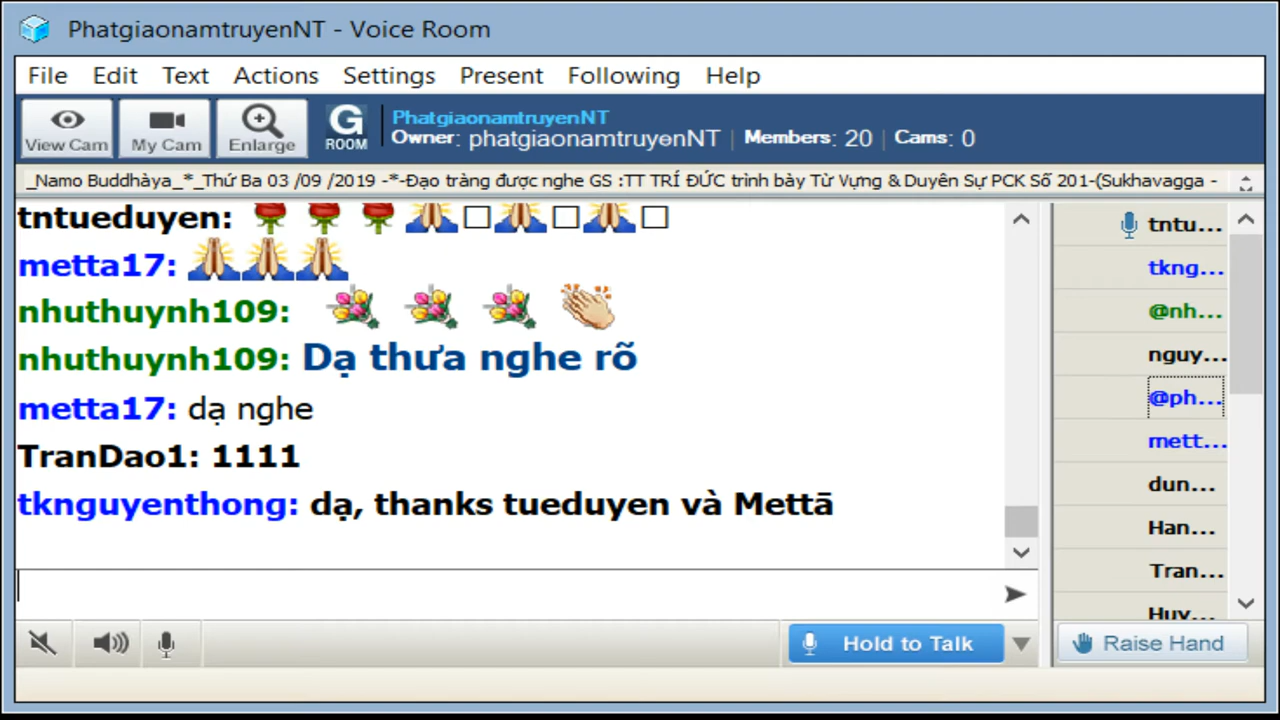 PhatgiaonamtruyenNT - Voice Room
File Edit Text Actions Settings Present Following Help
View Cam My Cam Enlarge G ROOM
PhatgiaonamtruyenNT
Owner: phatgiaonamtruyenNT | Members: 20 | Cams: 0
_Namo Buddhàya_*_Thứ Ba 03 /09 /2019 -*-Đạo tràng được nghe GS :TT TRÍ ĐỨC trình bày Từ Vựng & Duyên Sự PCK Số 201-(Sukhavagga -
tntueduyen:
metta17:
nhuthuynh109:
nhuthuynh109: Dạ thưa nghe rõ
metta17: dạ nghe
TranDao1: 1111
tknguyenthong: dạ, thanks tueduyen và Mettā
tntu...
tkng...
@nh...
nguy...
@ph...
mett...
dun...
Han...
Tran...
Huy...
Hold to Talk
Raise Hand